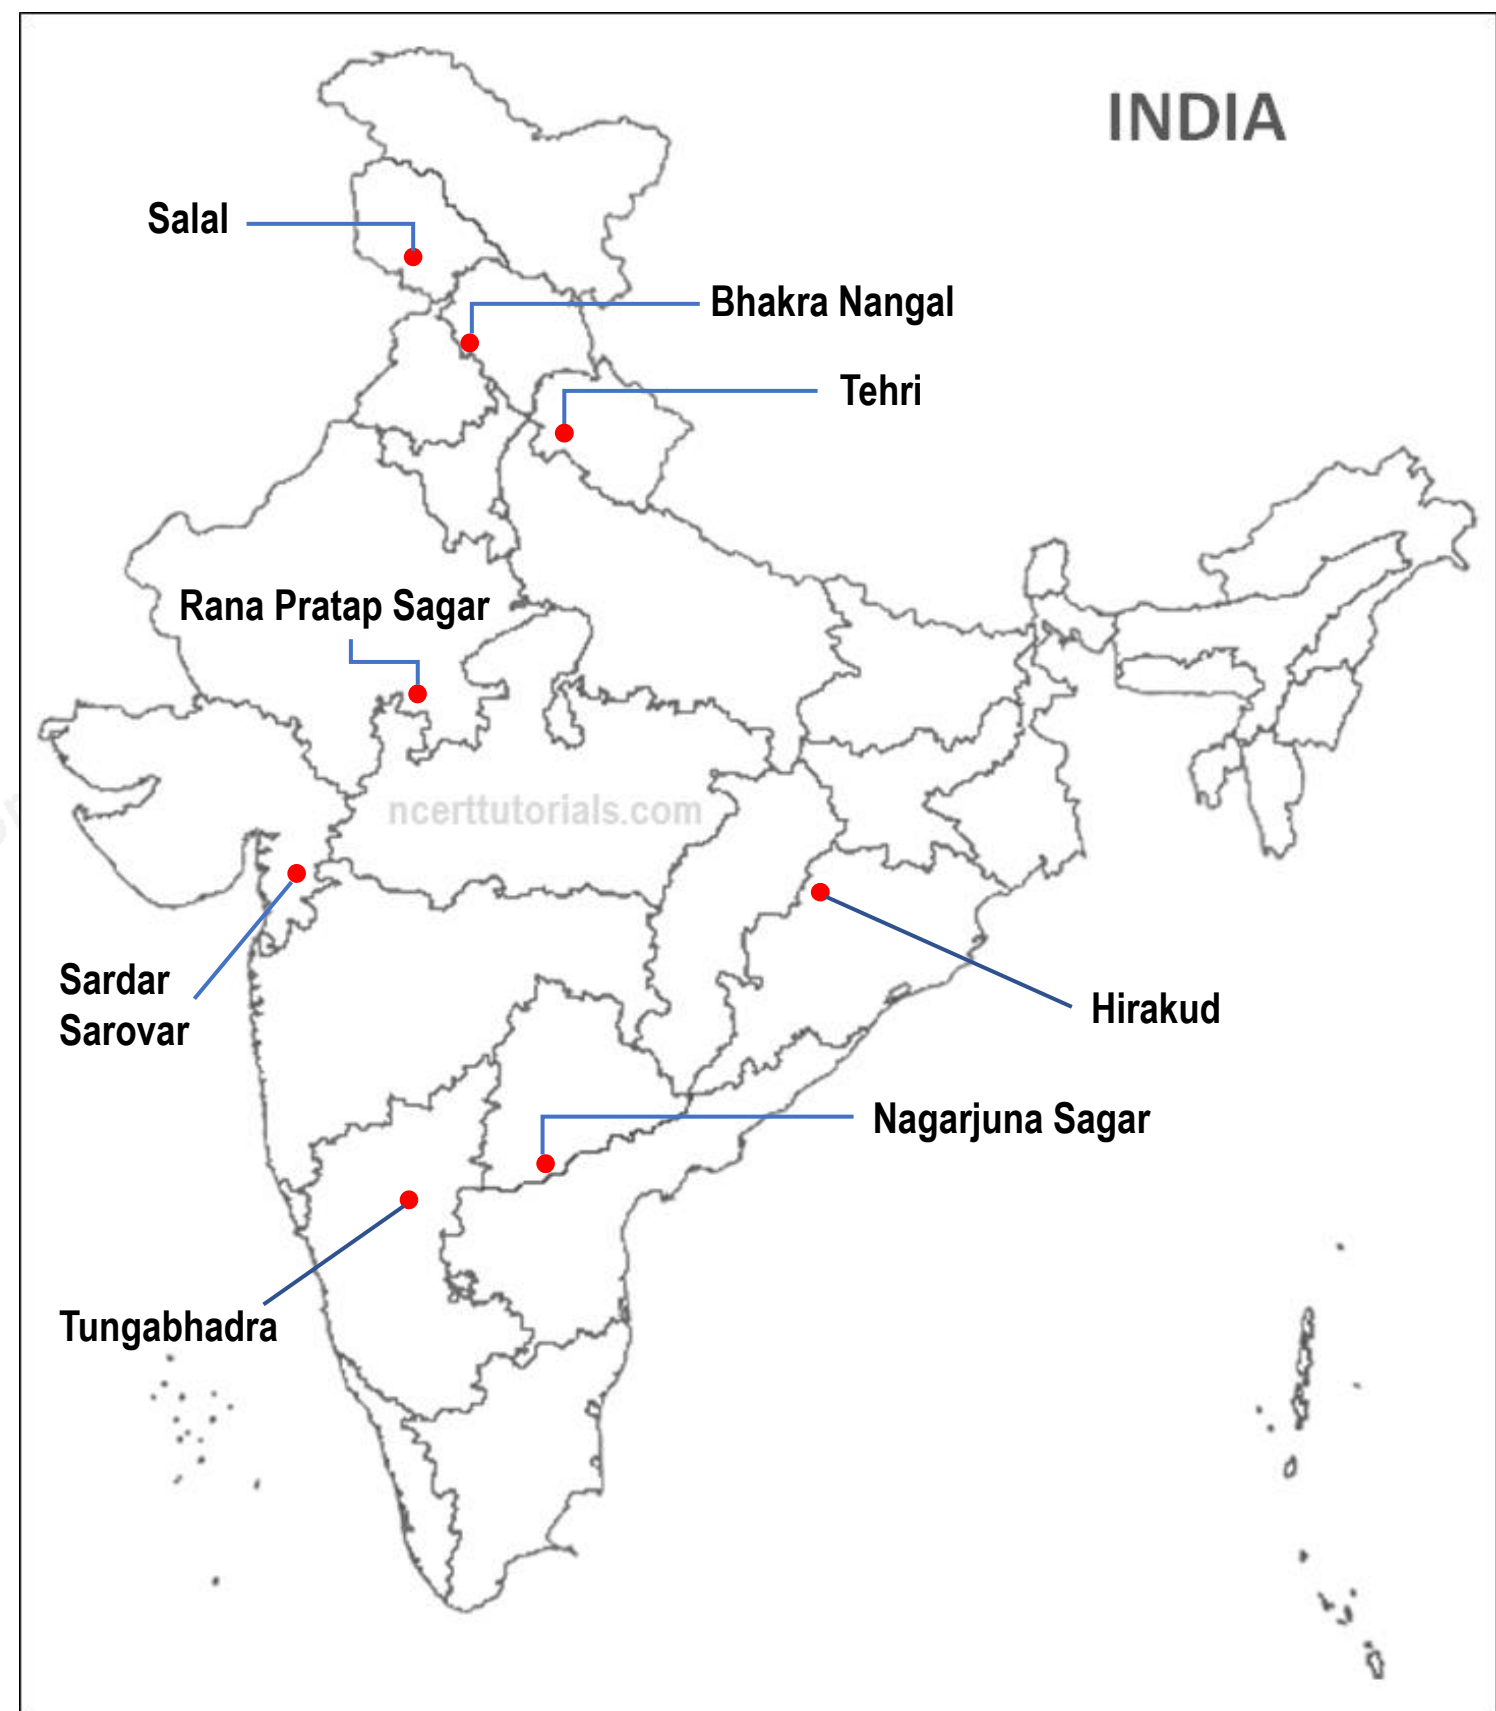 INDIA
Salal
Bhakra Nangal
Tehri
Rana Pratap Sagar
ncerttutorials.com
Sardar
Sarovar
Hirakud
Nagarjuna Sagar
Tungabhadra